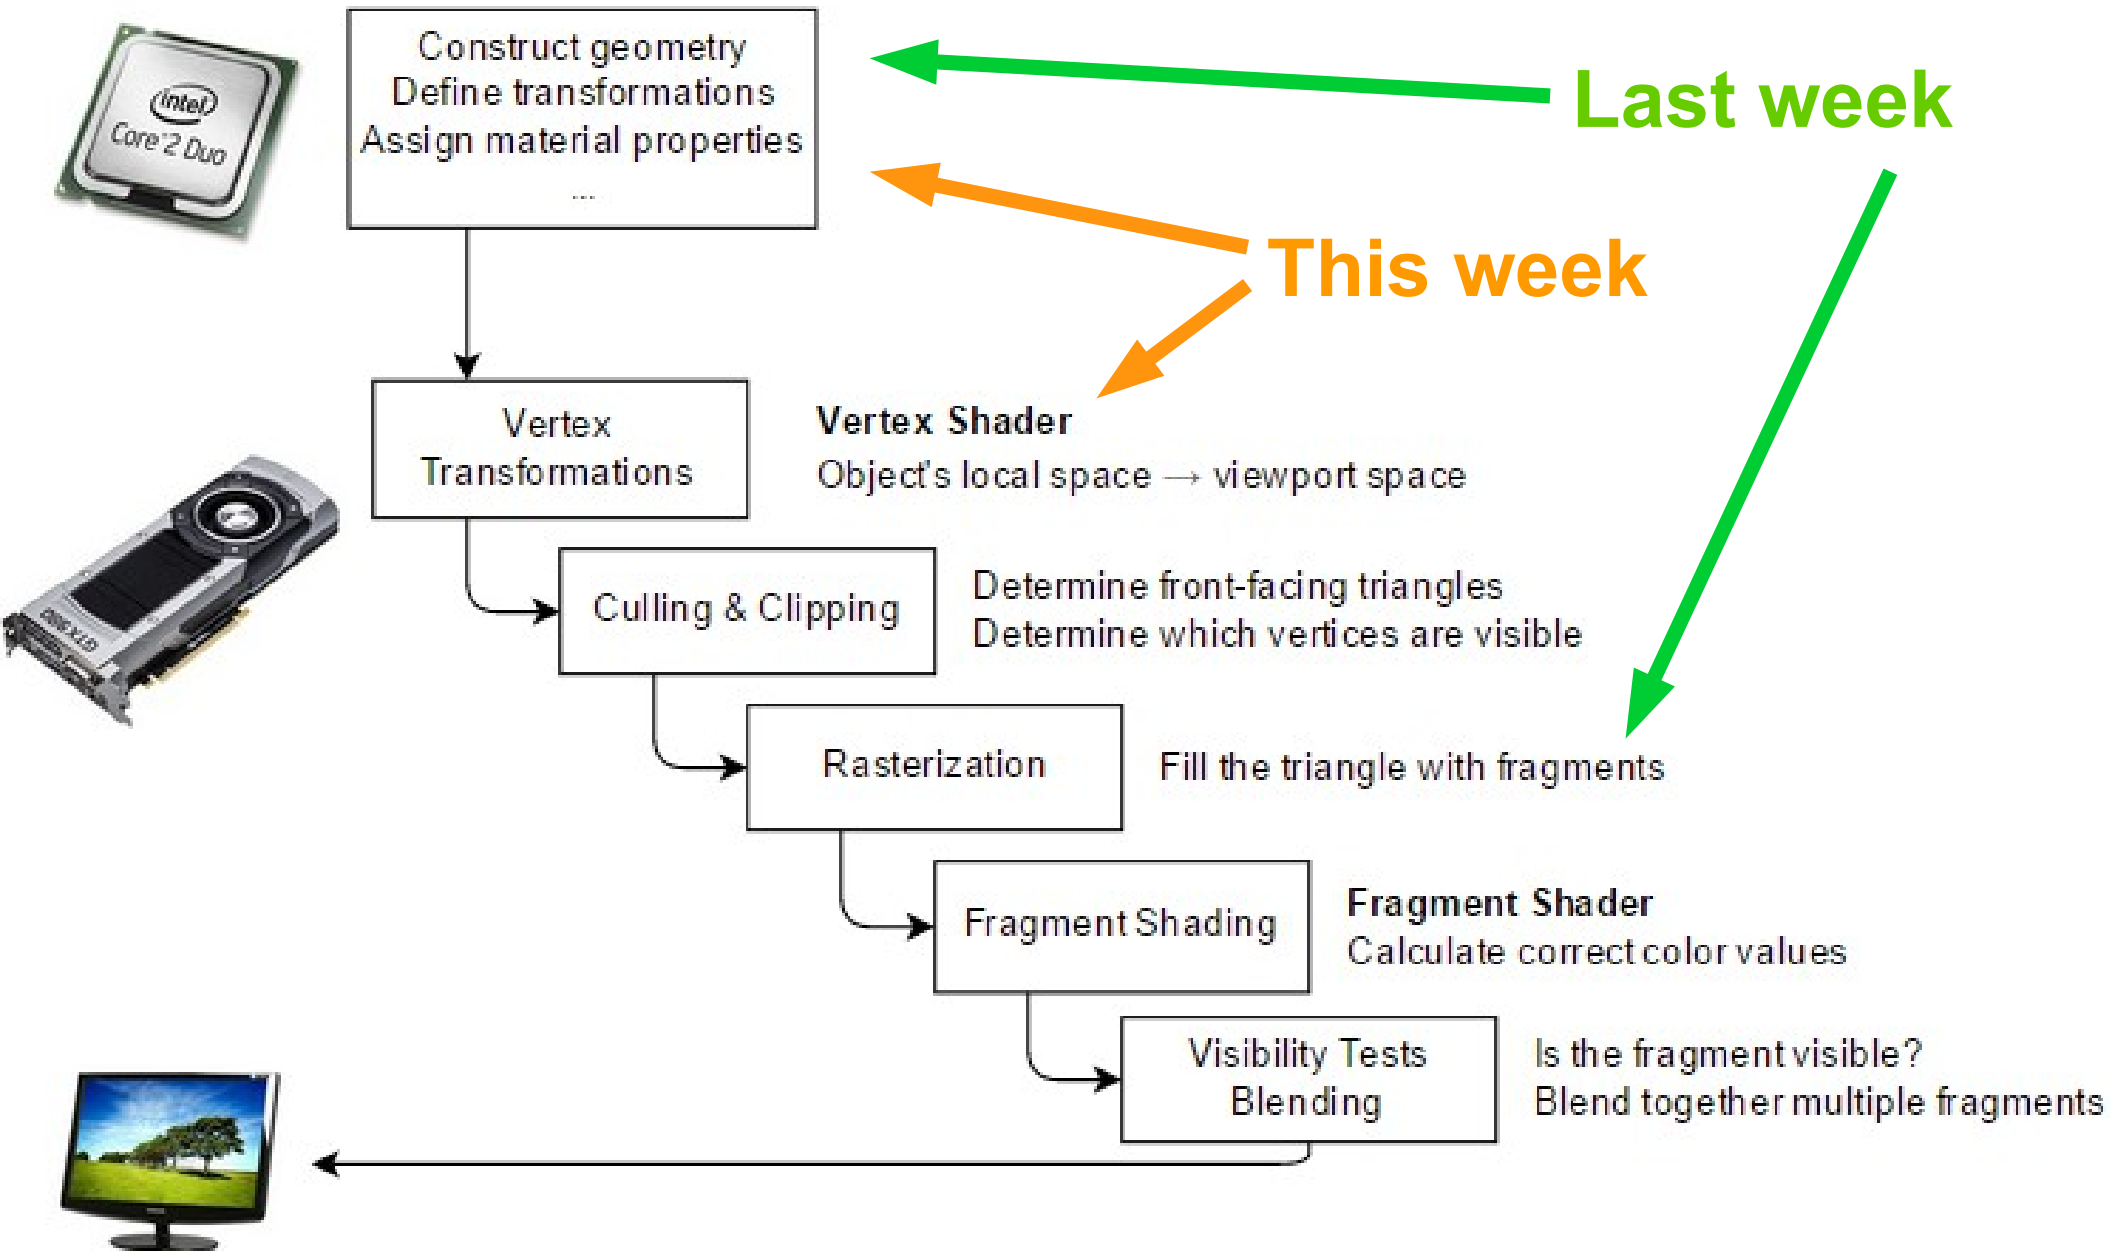 intel
Core 2 Duo
Construct geometry
Define transformations
Assign material properties
...
Last week
This week
Vertex
Transformations
Vertex Shader
Object's local space → viewport space
GTX 980
Culling & Clipping
Determine front-facing triangles
Determine which vertices are visible
Rasterization
Fill the triangle with fragments
Fragment Shading
Fragment Shader
Calculate correct color values
Visibility Tests
Blending
Is the fragment visible?
Blend together multiple fragments